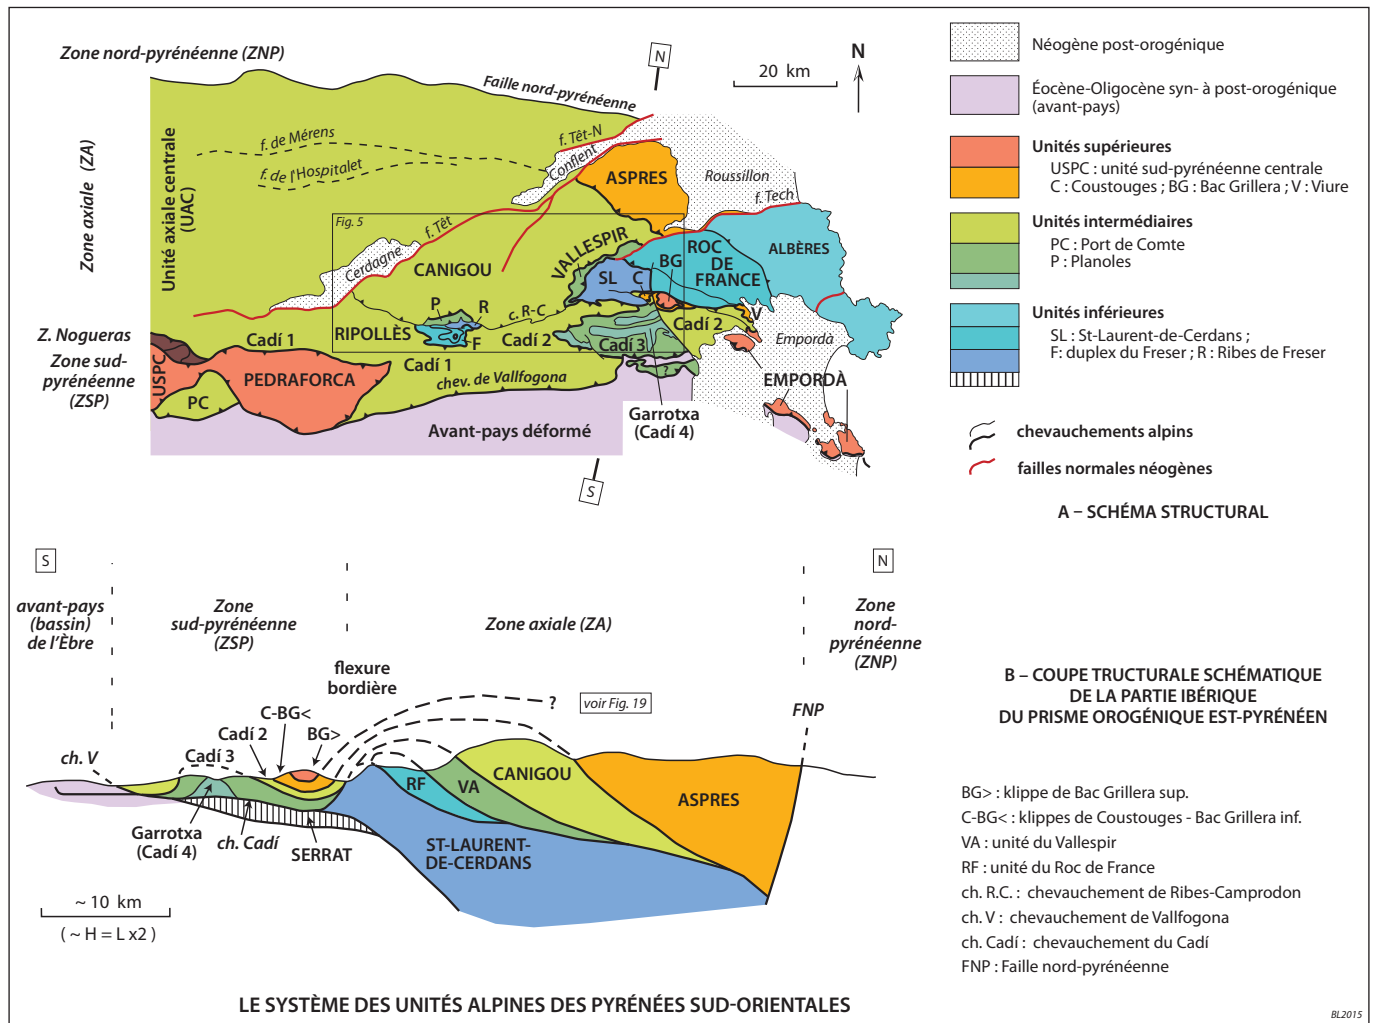 Zone nord-pyrénéenne (ZNP)
N
Faille nord-pyrénéenne
20 km
N
Zone axiale (ZA)
Unité axiale centrale
(UAC)
f. de Mérens
f. de l'Hospitalet
f. Têt-N
Conflent
ASPRES
Roussillon
f. Tech
Fig. 5
f. Têt
Cerdagne
CANIGOU
VALLESPIR
ROC
DE
FRANCE
ALBÈRES
BG
SL
C
P
R
F
c. R-C
V
RIPOLLÈS
Cadí 2
Cadí 3
Cadí 2
Empordà
Z. Nogueras
Zone sud-
pyrénéenne
(ZSP)
Cadí 1
Cadí 1
USPC
PC
PEDRAFORCA
chev. de Vallfogona
?
EMPORDÀ
Garrotxa
(Cadí 4)
Avant-pays déformé
S
Néogène post-orogénique
Éocène-Oligocène syn- à post-orogénique
(avant-pays)
Unités supérieures
USPC : unité sud-pyrénéenne centrale
C : Coustouges ; BG : Bac Grillera ; V : Viure
Unités intermédiaires
PC : Port de Comte
P : Planoles
Unités inférieures
SL : St-Laurent-de-Cerdans ;
F: duplex du Freser ; R : Ribes de Freser
chevauchements alpins
failles normales néogènes
A – SCHÉMA STRUCTURAL
S
N
avant-pays
(bassin)
de l'Èbre
Zone
sud-pyrénéenne
(ZSP)
Zone axiale (ZA)
Zone
nord-
pyrénéenne
(ZNP)
flexure
bordière
?
voir Fig. 19
FNP
C-BG<
Cadí 2
BG>
Cadí 3
ch. V
CANIGOU
RF
VA
ASPRES
Garrotxa
(Cadí 4)
ch. Cadí
SERRAT
ST-LAURENT-
DE-CERDANS
~ 10 km
( ~ H = L x2 )
B – COUPE TRUCTURALE SCHÉMATIQUE
DE LA PARTIE IBÉRIQUE
DU PRISME OROGÉNIQUE EST-PYRÉNÉEN
BG> : klippe de Bac Grillera sup.
C-BG< : klippes de Coustouges - Bac Grillera inf.
VA : unité du Vallespir
RF : unité du Roc de France
ch. R.C. : chevauchement de Ribes-Camprodon
ch. V : chevauchement de Vallfogona
ch. Cadí : chevauchement du Cadí
FNP : Faille nord-pyrénéenne
LE SYSTÈME DES UNITÉS ALPINES DES PYRÉNÉES SUD-ORIENTALES
BL2015